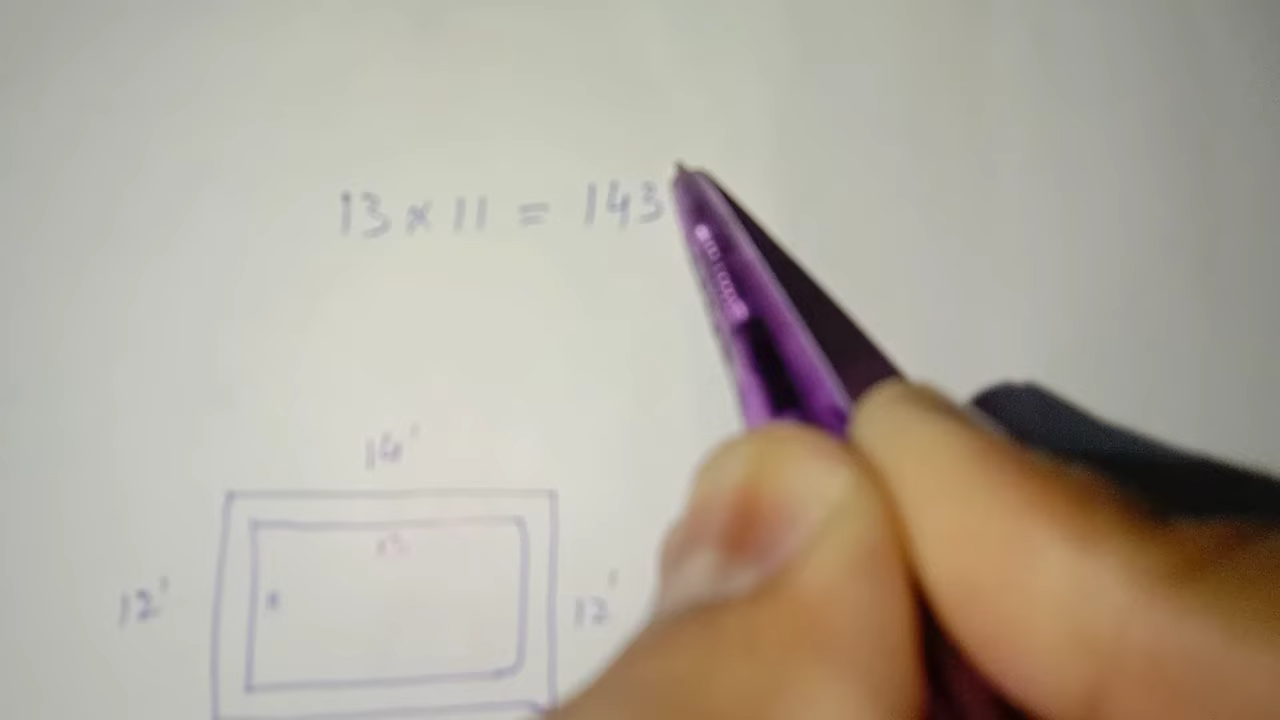 13 × 11 = 143
14'
12' 12'